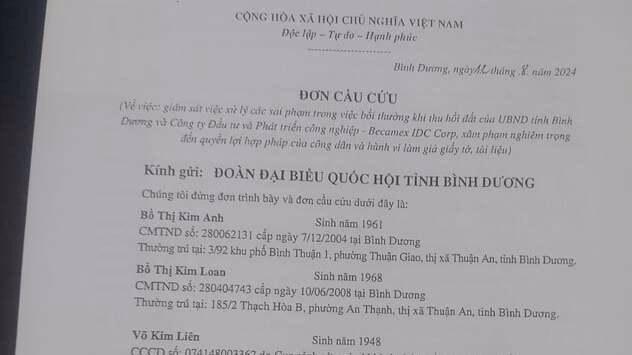 CỘNG HÒA XÃ HỘI CHỦ NGHĨA VIỆT NAM
Độc lập – Tự do – Hạnh phúc
Bình Dương, ngày 12 tháng 8 năm 2024
ĐƠN CẦU CỨU
(Về việc: giám sát việc xử lý các sai phạm trong việc bồi thường khi thu hồi đất của UBND tỉnh Bình
Dương và Công ty Đầu tư và Phát triển công nghiệp - Becamex IDC Corp, xâm phạm nghiêm trọng
đến quyền lợi hợp pháp của công dân và hành vi làm giả giấy tờ, tài liệu)
Kính gửi: ĐOÀN ĐẠI BIỂU QUỐC HỘI TỈNH BÌNH DƯƠNG
Chúng tôi đứng đơn trình bày và đơn cầu cứu dưới đây là:
Bồ Thị Kim Anh Sinh năm 1961
CMTND số: 280062131 cấp ngày 7/12/2004 tại Bình Dương
Thường trú tại: 3/92 khu phố Bình Thuận 1, phường Thuận Giao, thị xã Thuận An, tỉnh Bình Dương.
Bồ Thị Kim Loan Sinh năm 1968
CMTND số: 280404743 cấp ngày 10/06/2008 tại Bình Dương
Thường trú tại: 185/2 Thạch Hòa B, phường An Thạnh, thị xã Thuận An, tỉnh Bình Dương.
Võ Kim Liên Sinh năm 1948
CCCD số: 074148003362 do